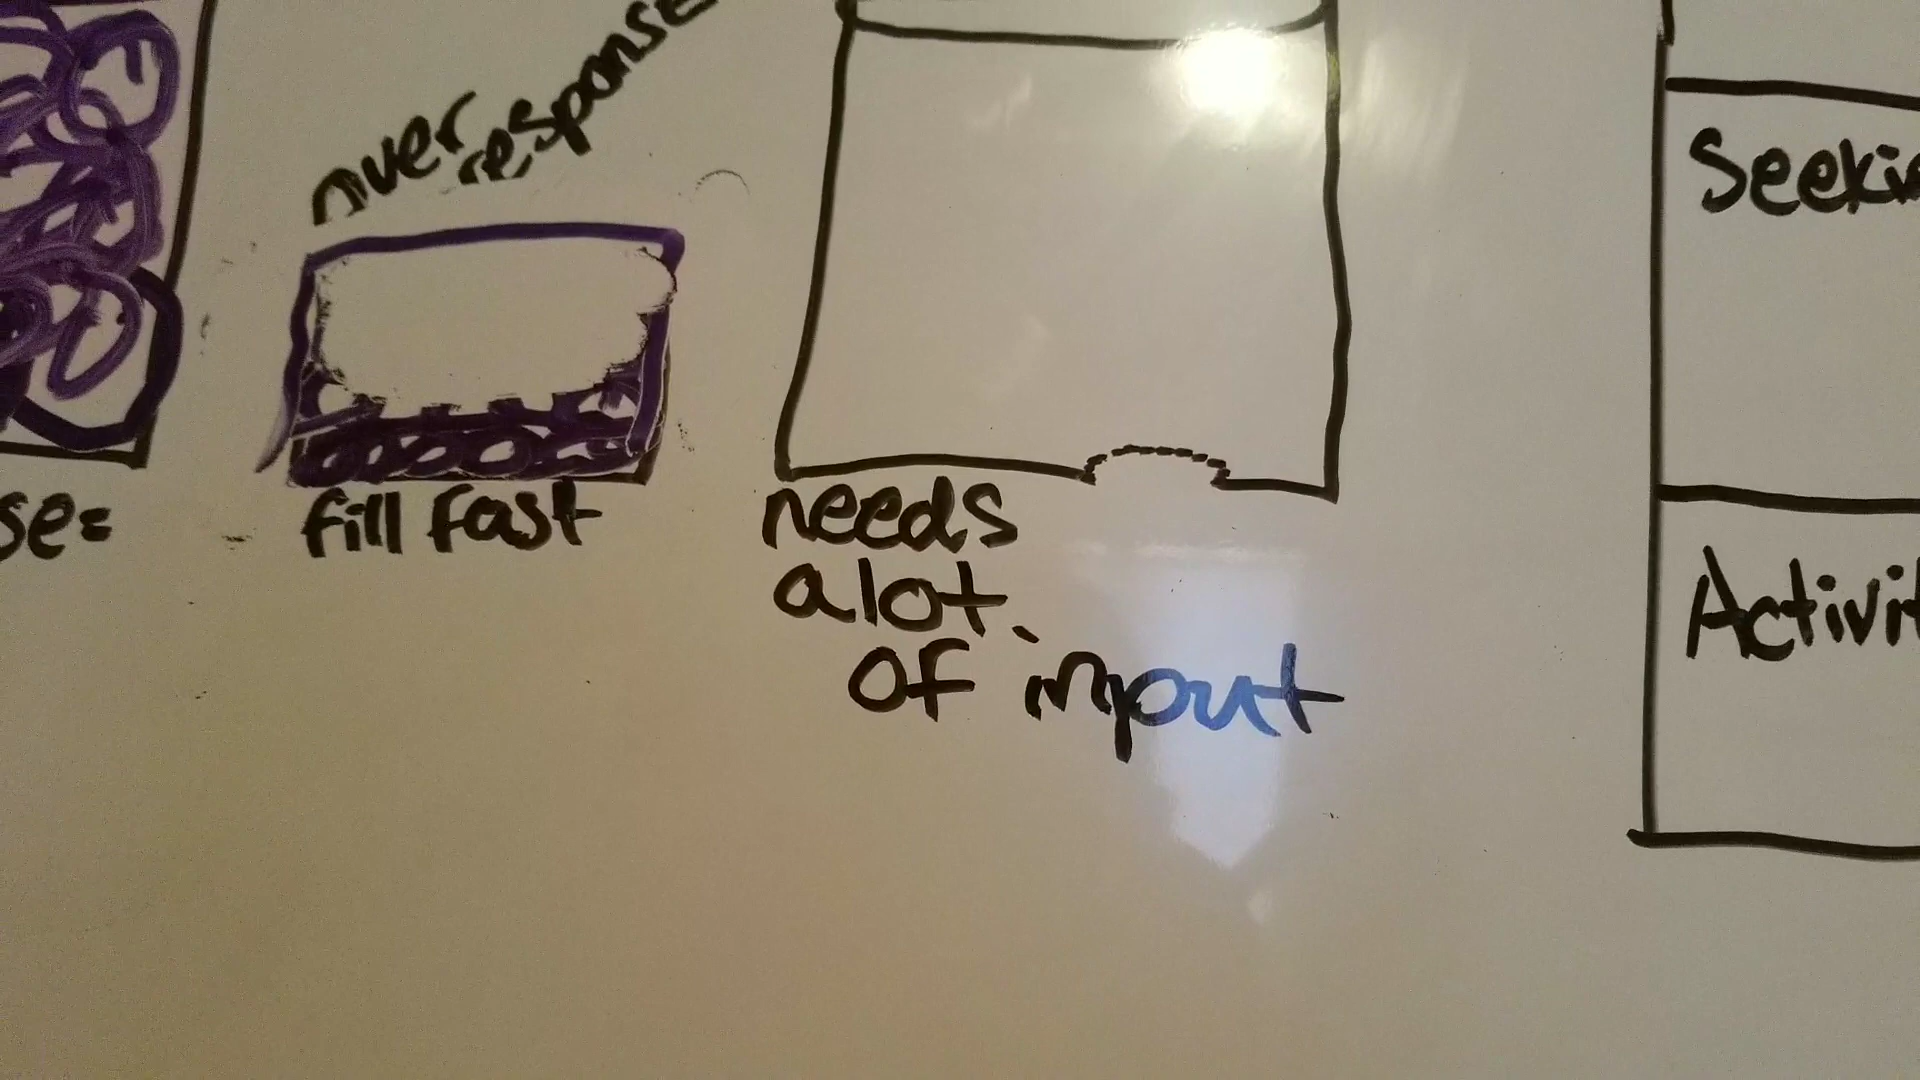 over
response
se=
fill fast
needs
alot
of input
Seekin
Activit